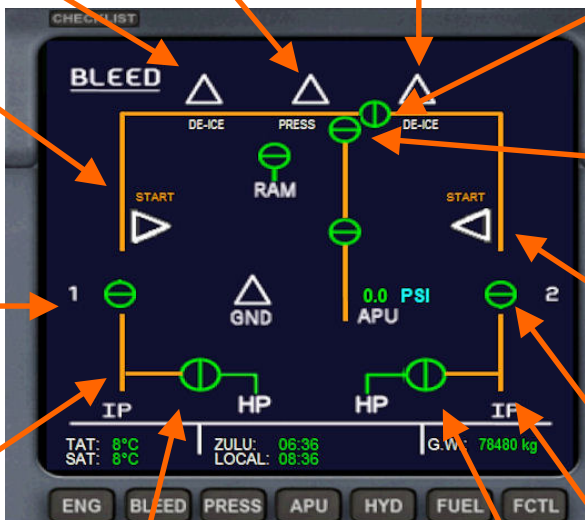 CHECKLIST
BLEED
DE-ICE PRESS DE-ICE
RAM
START START
1 2
0.0 PSI
GND APU
HP HP
IP IP
TAT: 8°C ZULU: 06:36 G.W.: 78480 kg
SAT: 8°C LOCAL: 08:36
ENG BLEED PRESS APU HYD FUEL FCTL